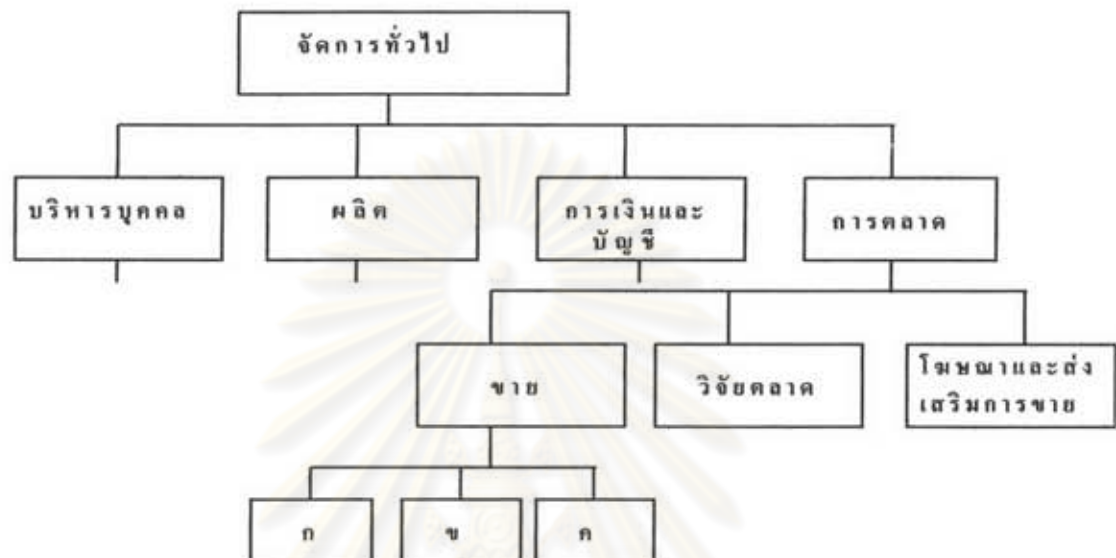 จัดการทั่วไป
บริหารบุคคล
ผลิต
การเงินและ
บัญชี
การตลาด
ขาย
วิจัยตลาด
โฆษณาและส่ง
เสริมการขาย
ก
ข
ค